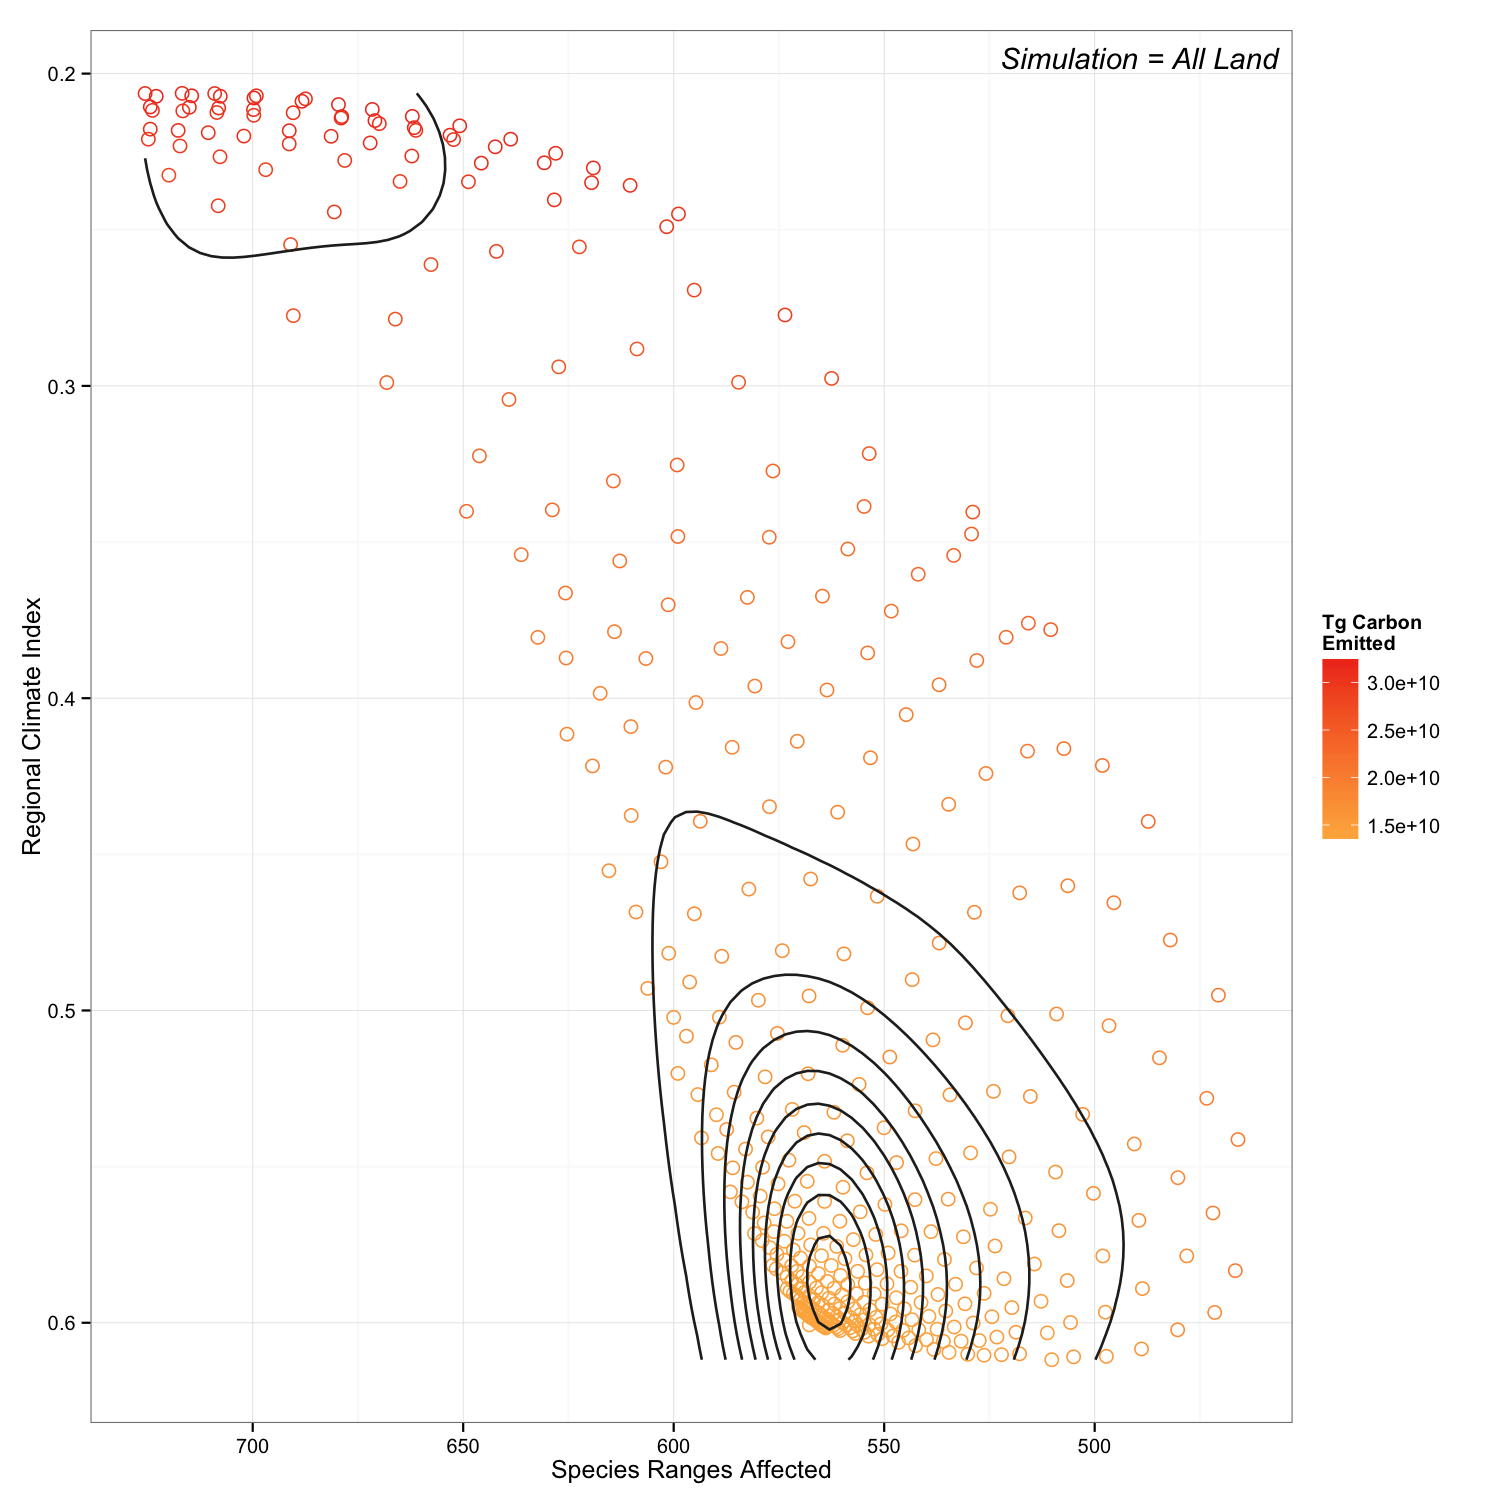 Simulation = All Land
0.2
0.3
0.4
0.5
0.6
Regional Climate Index
700
650
600
550
500
Species Ranges Affected
Tg Carbon
Emitted
3.0e+10
2.5e+10
2.0e+10
1.5e+10